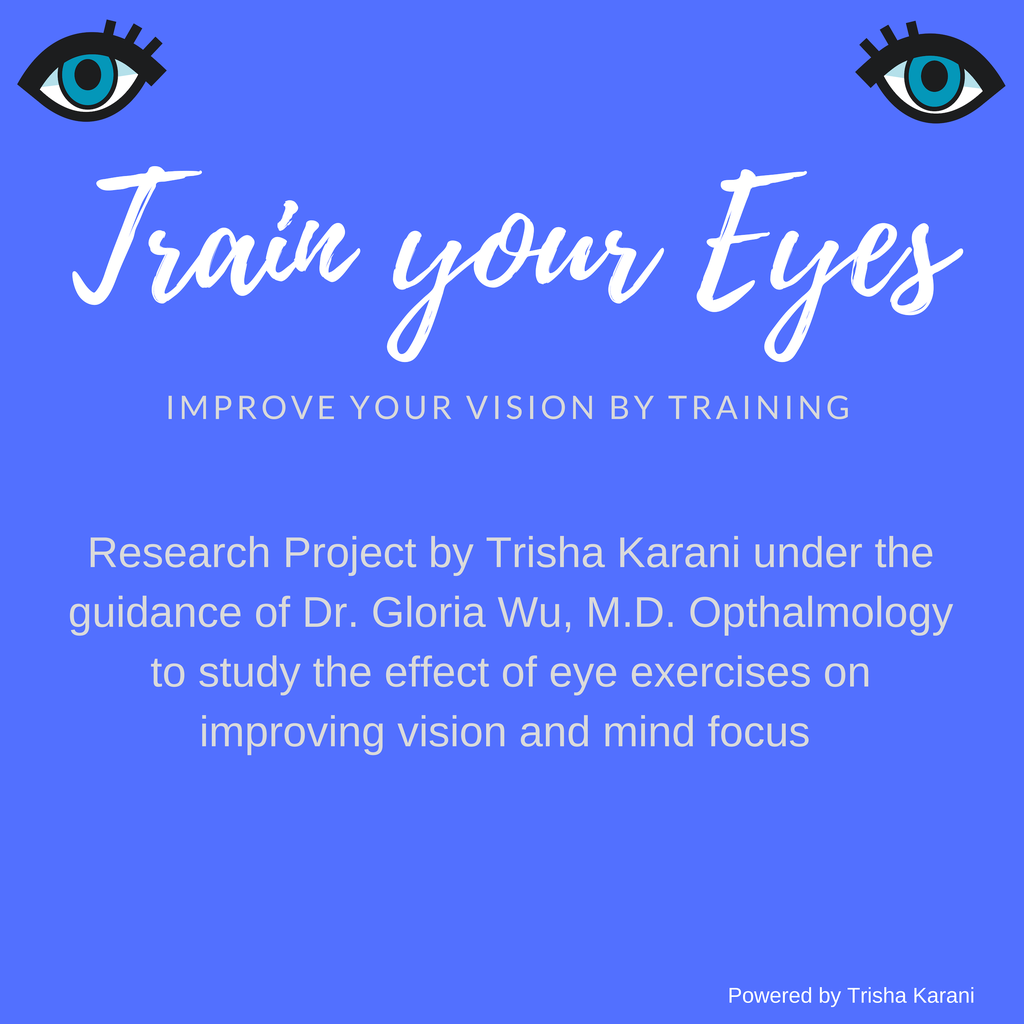 Train your Eyes
IMPROVE YOUR VISION BY TRAINING
Research Project by Trisha Karani under the
guidance of Dr. Gloria Wu, M.D. Opthalmology
to study the effect of eye exercises on
improving vision and mind focus
Powered by Trisha Karani